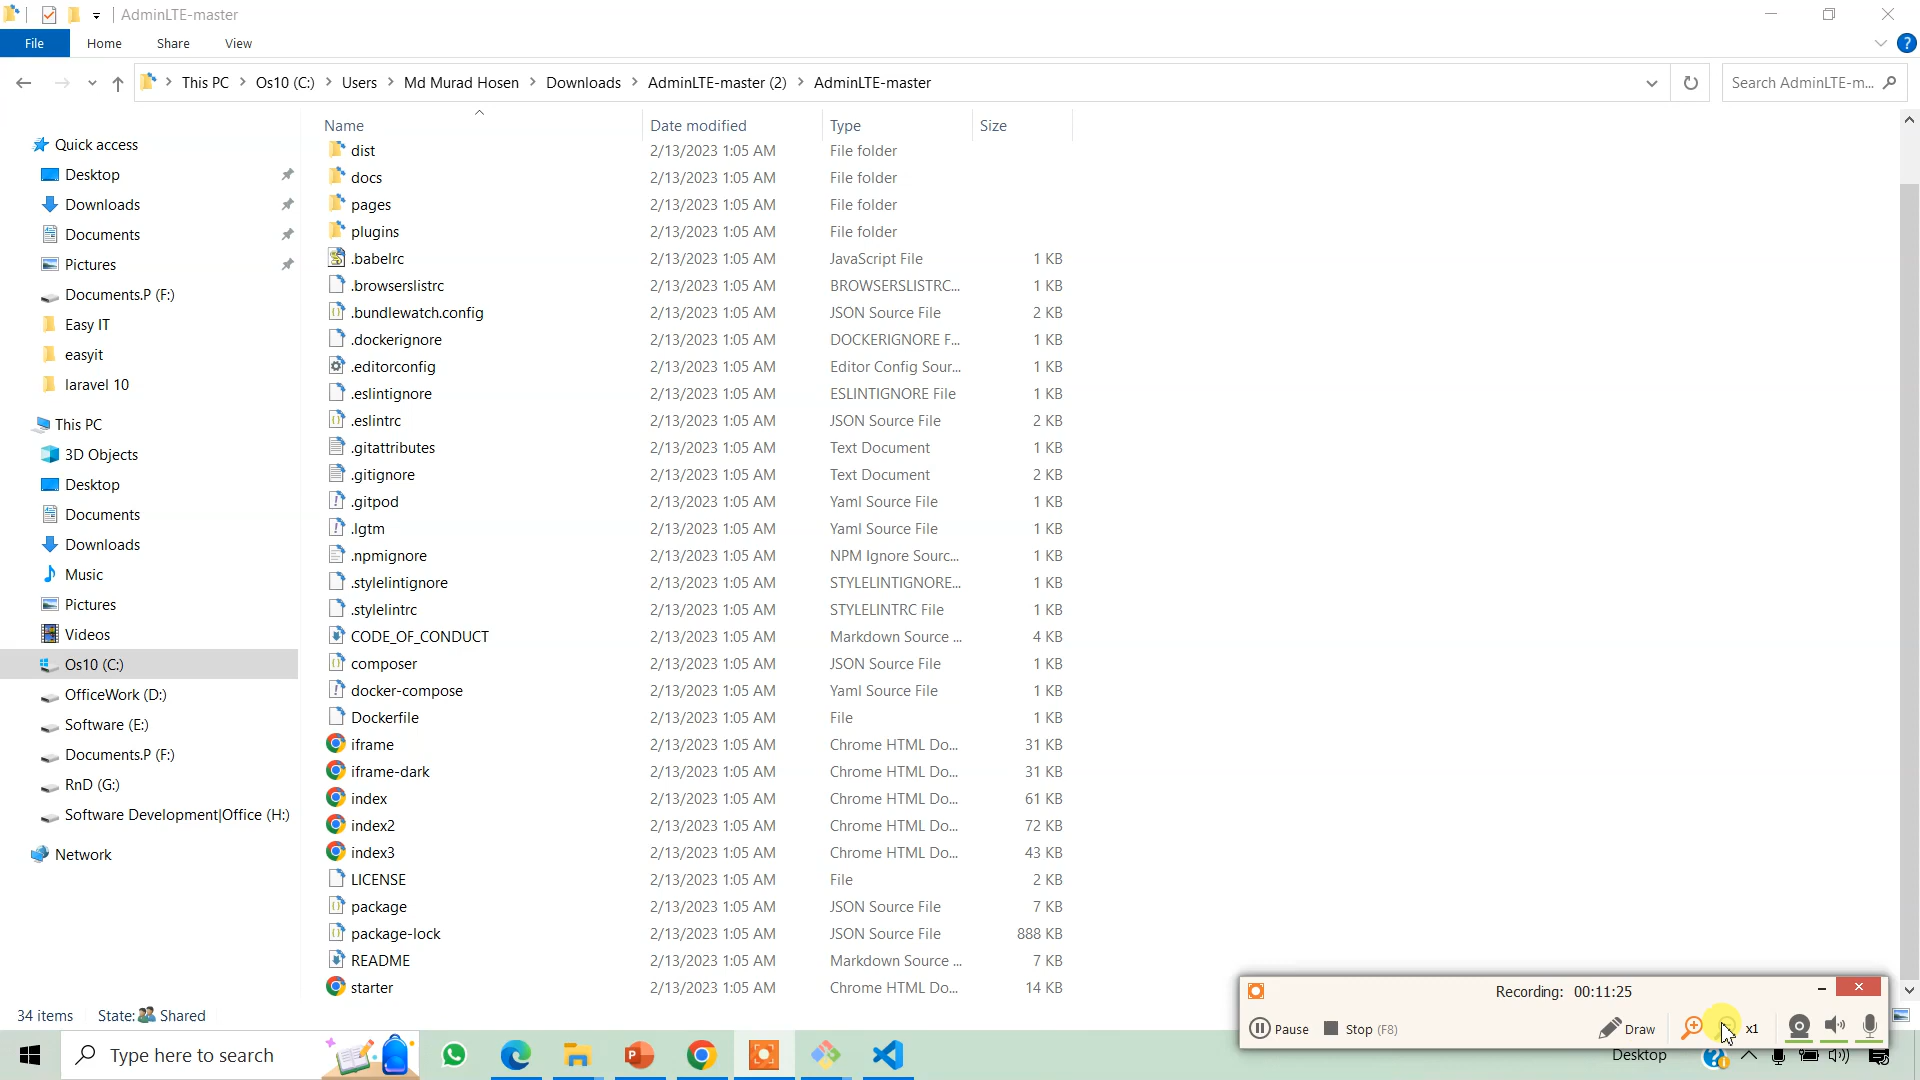 AdminLTE-master
File Home Share View
This PC Os10 (C:) Users Md Murad Hosen Downloads AdminLTE-master (2) AdminLTE-master
Search AdminLTE-m...
Name Date modified Type Size
Quick access
Desktop
Downloads
Documents
Pictures
Documents.P (F:)
Easy IT
easyit
laravel 10
This PC
3D Objects
Desktop
Documents
Downloads
Music
Pictures
Videos
Os10 (C:)
OfficeWork (D:)
Software (E:)
Documents.P (F:)
RnD (G:)
Software Development|Office (H:)
Network
dist 2/13/2023 1:05 AM File folder
docs 2/13/2023 1:05 AM File folder
pages 2/13/2023 1:05 AM File folder
plugins 2/13/2023 1:05 AM File folder
.babelrc 2/13/2023 1:05 AM JavaScript File 1 KB
.browserslistrc 2/13/2023 1:05 AM BROWSERSLISTRC... 1 KB
.bundlewatch.config 2/13/2023 1:05 AM JSON Source File 2 KB
.dockerignore 2/13/2023 1:05 AM DOCKERIGNORE F... 1 KB
.editorconfig 2/13/2023 1:05 AM Editor Config Sour... 1 KB
.eslintignore 2/13/2023 1:05 AM ESLINTIGNORE File 1 KB
.eslintrc 2/13/2023 1:05 AM JSON Source File 2 KB
.gitattributes 2/13/2023 1:05 AM Text Document 1 KB
.gitignore 2/13/2023 1:05 AM Text Document 2 KB
.gitpod 2/13/2023 1:05 AM Yaml Source File 1 KB
.lgtm 2/13/2023 1:05 AM Yaml Source File 1 KB
.npmignore 2/13/2023 1:05 AM NPM Ignore Sourc... 1 KB
.stylelintignore 2/13/2023 1:05 AM STYLELINTIGNORE... 1 KB
.stylelintrc 2/13/2023 1:05 AM STYLELINTRC File 1 KB
CODE_OF_CONDUCT 2/13/2023 1:05 AM Markdown Source ... 4 KB
composer 2/13/2023 1:05 AM JSON Source File 1 KB
docker-compose 2/13/2023 1:05 AM Yaml Source File 1 KB
Dockerfile 2/13/2023 1:05 AM File 1 KB
iframe 2/13/2023 1:05 AM Chrome HTML Do... 31 KB
iframe-dark 2/13/2023 1:05 AM Chrome HTML Do... 31 KB
index 2/13/2023 1:05 AM Chrome HTML Do... 61 KB
index2 2/13/2023 1:05 AM Chrome HTML Do... 72 KB
index3 2/13/2023 1:05 AM Chrome HTML Do... 43 KB
LICENSE 2/13/2023 1:05 AM File 2 KB
package 2/13/2023 1:05 AM JSON Source File 7 KB
package-lock 2/13/2023 1:05 AM JSON Source File 888 KB
README 2/13/2023 1:05 AM Markdown Source ... 7 KB
starter 2/13/2023 1:05 AM Chrome HTML Do... 14 KB
Recording: 00:11:25
Pause Stop (F8) Draw x1
34 items State: Shared
Type here to search
Desktop